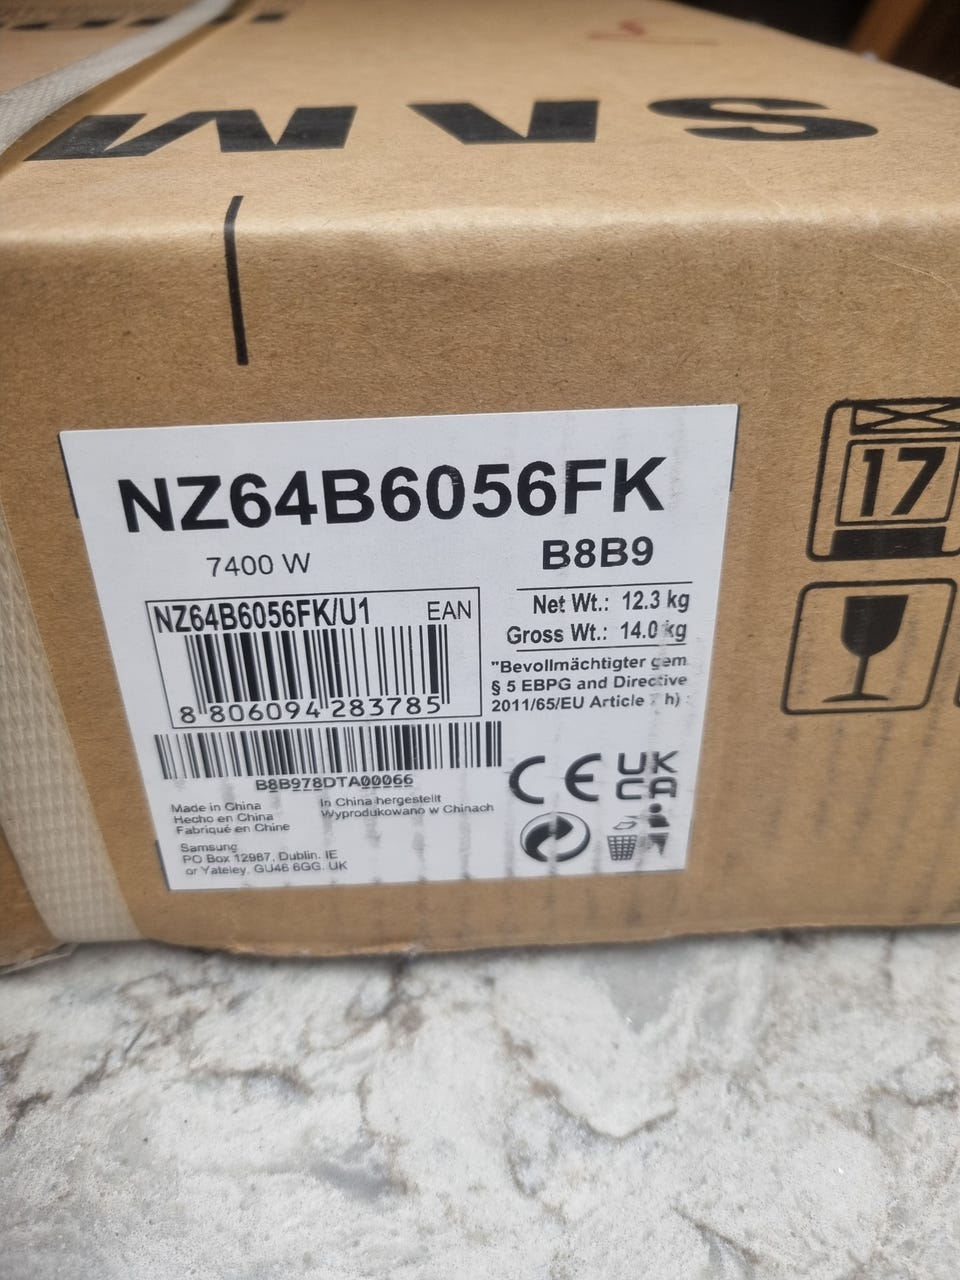 SAM
NZ64B6056FK
7400 W
B8B9
NZ64B6056FK/U1 EAN
8 806094 283785
B8B978DTA00066
Net Wt.: 12.3 kg
Gross Wt.: 14.0 kg
"Bevollmächtigter gem
§ 5 EBPG and Directive
2011/65/EU Article h)
CE
UK
CA
Made in China
Hecho en China
Fabriqué en Chine
In China hergestellt
Wyprodukowano w Chinach
Samsung
PO Box 12987, Dublin. IE
or Yateley, GU46 6GG. UK
17